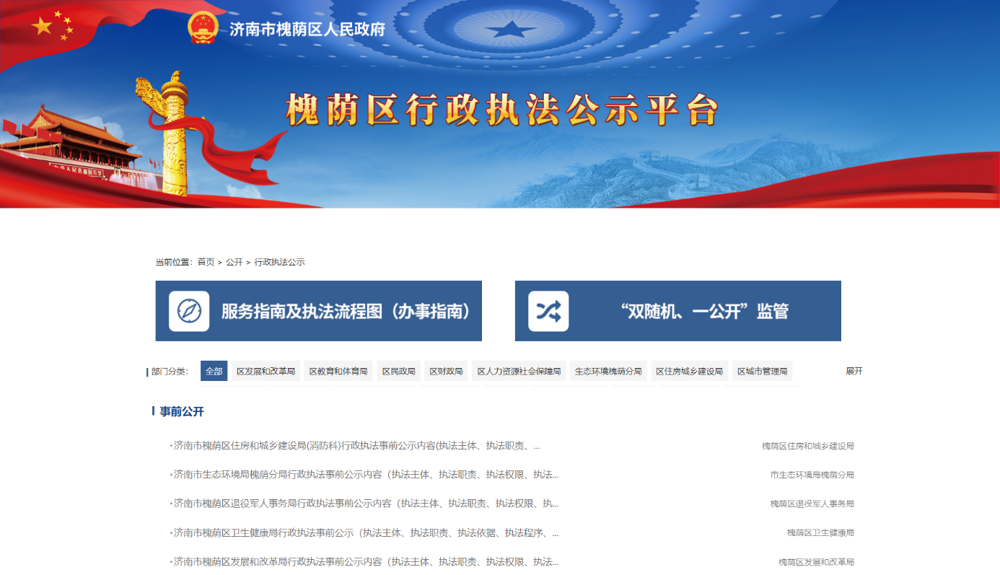 济南市槐荫区人民政府
槐荫区行政执法公示平台
当前位置：首页 > 公开 > 行政执法公示
服务指南及执法流程图（办事指南）
“双随机、一公开”监管
部门分类： 全部 区发展和改革局 区教育和体育局 区民政局 区财政局 区人力资源社会保障局 生态环境槐荫分局 区住房城乡建设局 区城市管理局 展开
事前公开
·济南市槐荫区住房和城乡建设局(消防科)行政执法事前公示内容(执法主体、执法职责、... 槐荫区住房和城乡建设局
·济南市生态环境局槐荫分局行政执法事前公示内容（执法主体、执法职责、执法权限、执法... 市生态环境局槐荫分局
·济南市槐荫区退役军人事务局行政执法事前公示内容（执法主体、执法职责、执法权限、执... 槐荫区退役军人事务局
·济南市槐荫区卫生健康局行政执法事前公示（执法主体、执法职责、执法依据、执法程序、... 槐荫区卫生健康局
·济南市槐荫区发展和改革局行政执法事前公示内容（执法主体、执法职责、执法权限、执法... 槐荫区发展和改革局